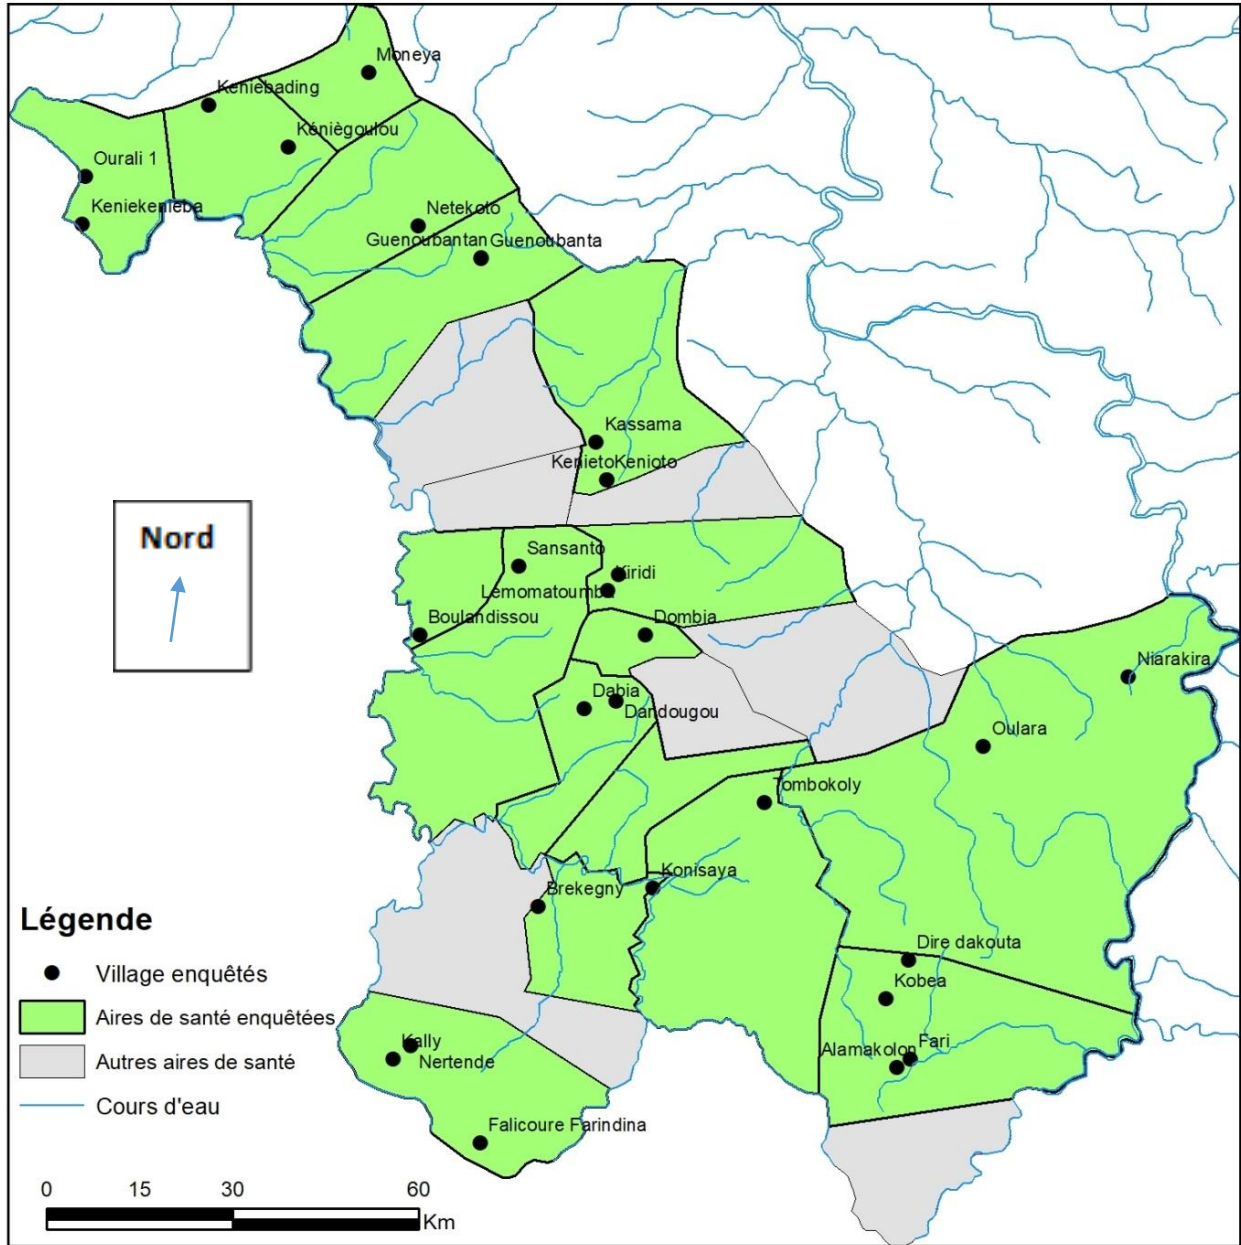 Moneya
Keniebading
Kéniègoulou
Ourali 1
Keniekenieba
Netekoto
Guenoubantan
Guenoubanta
Kassama
KenietoKenioto
Nord
Sansanto
Kiridi
Lemomatoumba
Boulandissou
Dombia
Niarakira
Dabia
Dandougou
Oulara
Tombokoly
Konisaya
Brekegny
Dire dakouta
Kobea
Alamakolon
Fari
Kally
Nertende
Falicoure Farindina
Légende
Village enquêtés
Aires de santé enquêtées
Autres aires de santé
Cours d'eau
0 15 30 60
Km